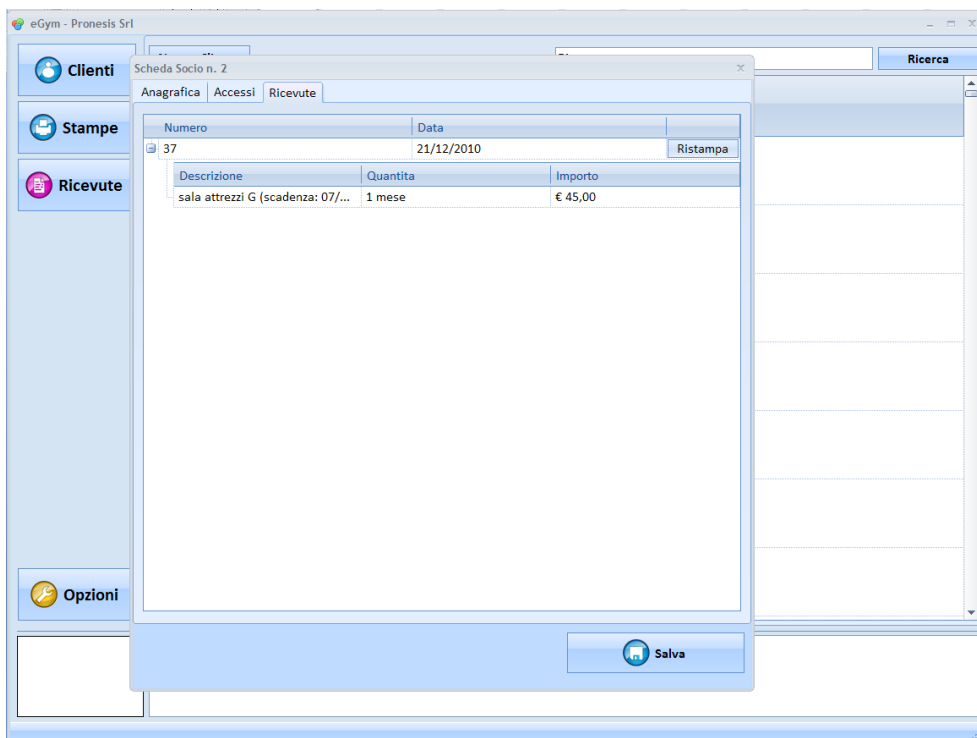 eGym - Pronesis Srl
Clienti
Ricerca
Scheda Socio n. 2
Anagrafica Accessi Ricevute
Stampe
Numero Data
37 21/12/2010 Ristampa
Ricevute
Descrizione Quantita Importo
sala attrezzi G (scadenza: 07/... 1 mese € 45,00
Opzioni
Salva